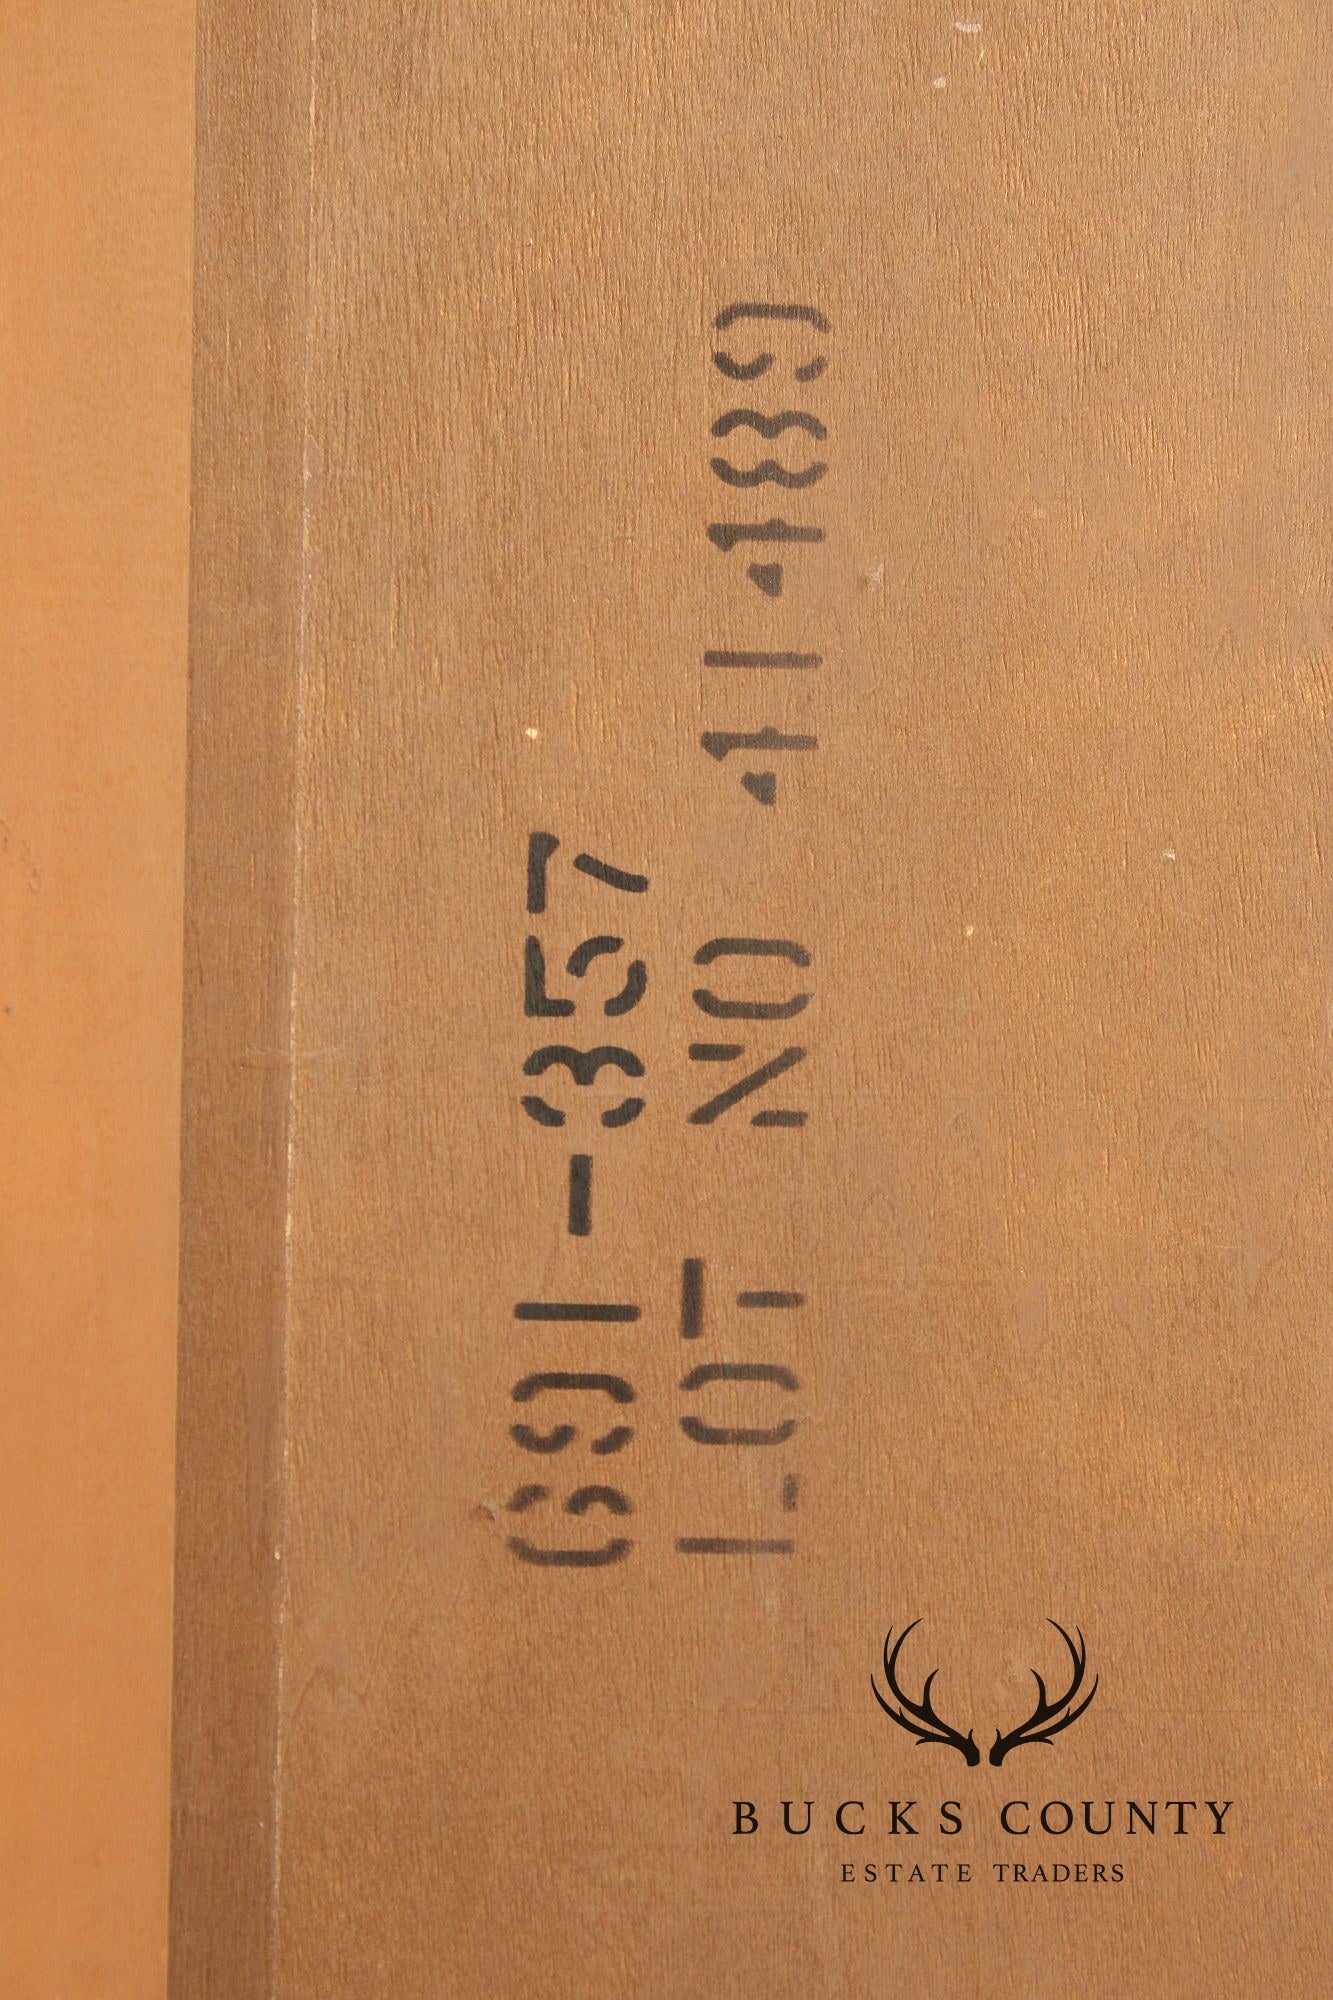 691-357
LOT NO 41489
BUCKS COUNTY
ESTATE TRADERS